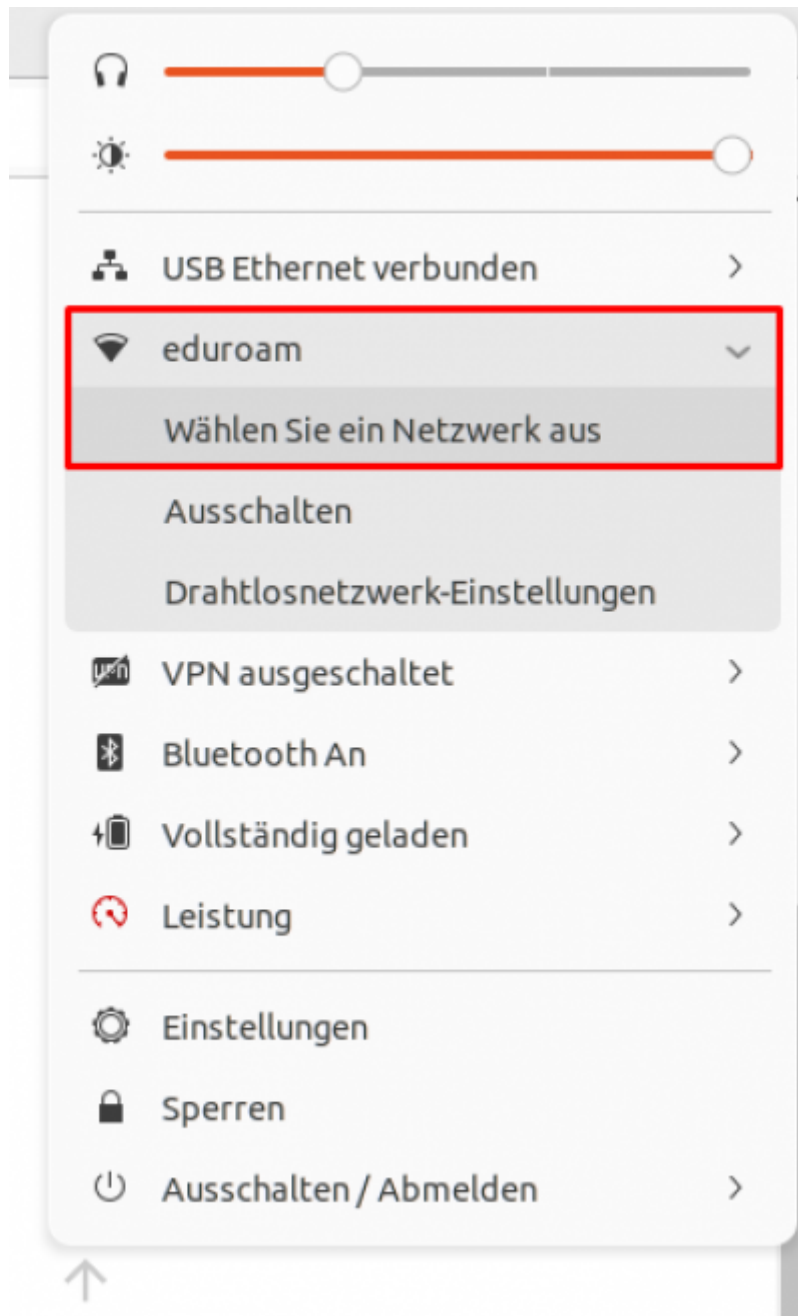 USB Ethernet verbunden
eduroam
Wählen Sie ein Netzwerk aus
Ausschalten
Drahtlosnetzwerk-Einstellungen
VPN ausgeschaltet
Bluetooth An
Vollständig geladen
Leistung
Einstellungen
Sperren
Ausschalten / Abmelden